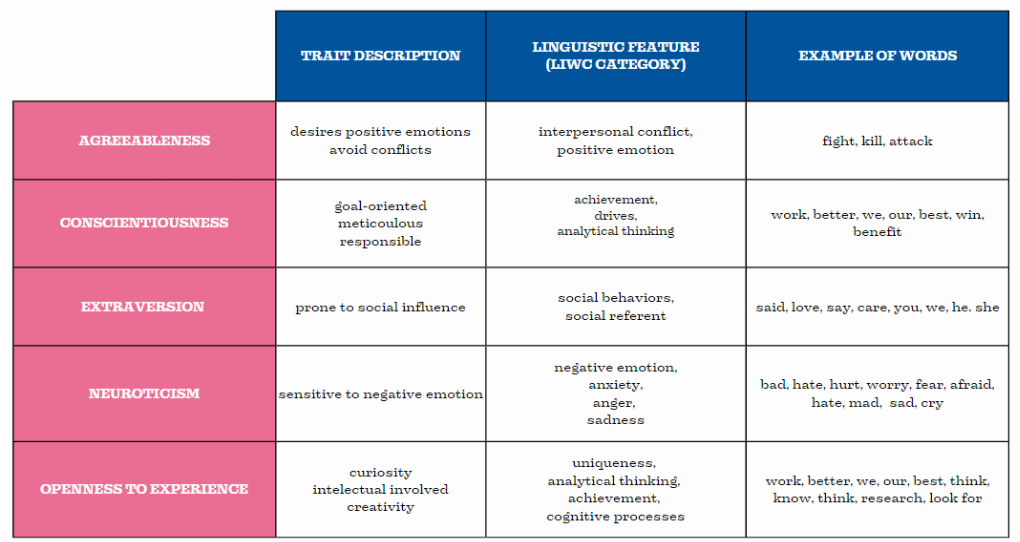 TRAIT DESCRIPTION
LINGUISTIC FEATURE
(LIWC CATEGORY)
EXAMPLE OF WORDS
AGREEABLENESS
desires positive emotions
avoid conflicts
interpersonal conflict,
positive emotion
fight, kill, attack
CONSCIENTIOUSNESS
goal-oriented
meticulous
responsible
achievement,
drives,
analytical thinking
work, better, we, our, best, win,
benefit
EXTRAVERSION
prone to social influence
social behaviors,
social referent
said, love, say, care, you, we, he. she
NEUROTICISM
sensitive to negative emotion
negative emotion,
anxiety,
anger,
sadness
bad, hate, hurt, worry, fear, afraid,
hate, mad, sad, cry
OPENNESS TO EXPERIENCE
curiosity
intelectual involved
creativity
uniqueness,
analytical thinking,
achievement,
cognitive processes
work, better, we, our, best, think,
know, think, research, look for